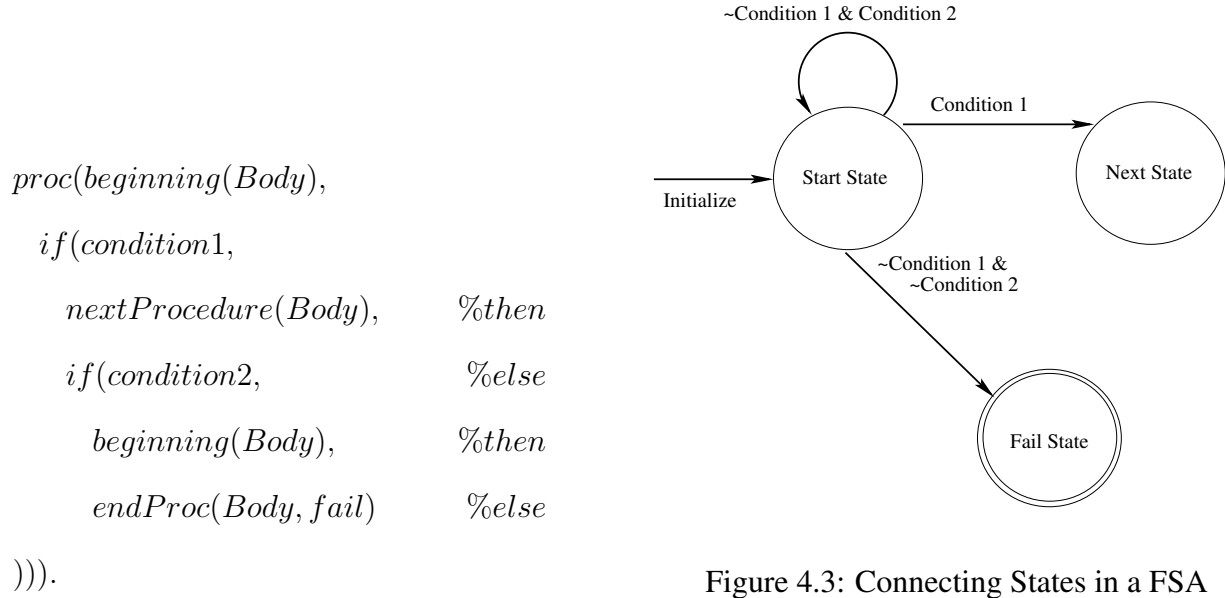 proc(beginning(Body),
if(condition1,
nextProcedure(Body), %then
if(condition2, %else
beginning(Body), %then
endProc(Body, fail) %else
))).
~Condition 1 & Condition 2
Condition 1
Initialize
Start State
Next State
~Condition 1 &
~Condition 2
Fail State
Figure 4.3: Connecting States in a FSA